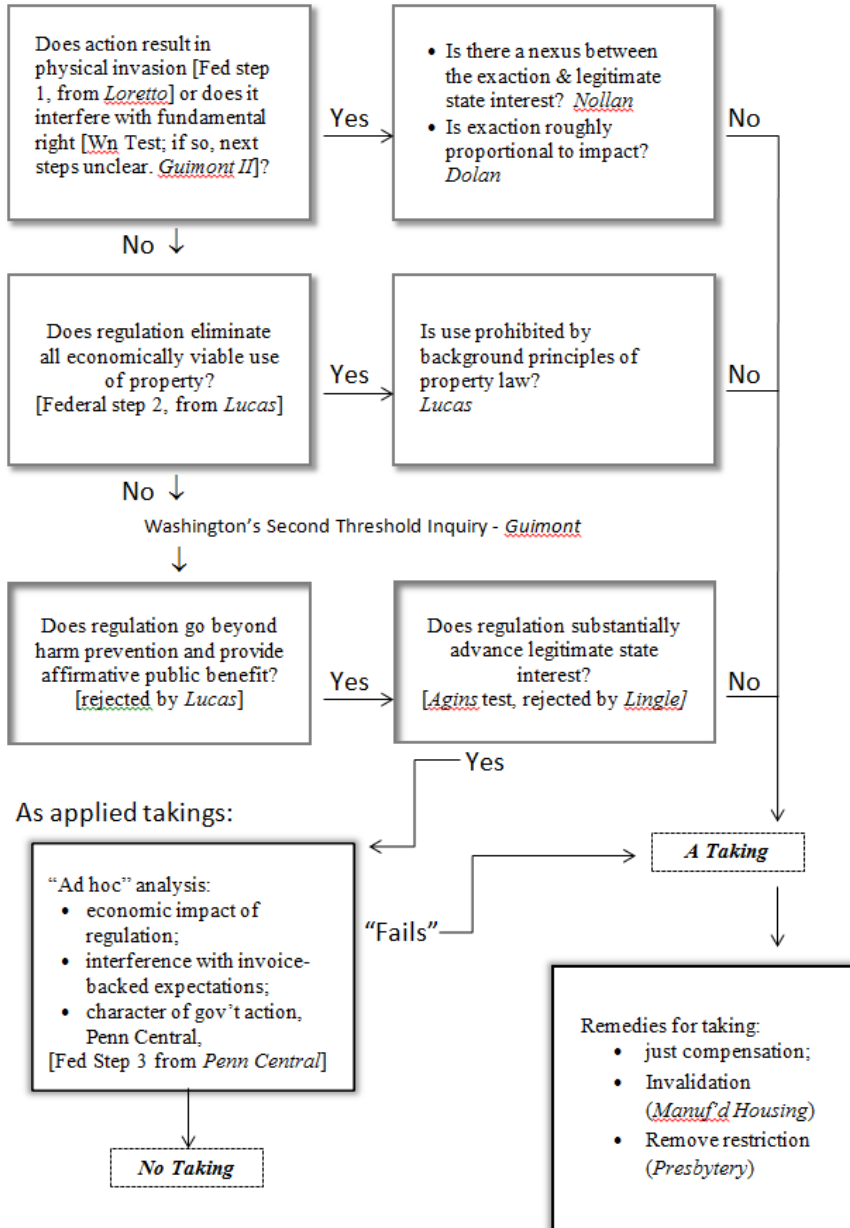 Does action result in
physical invasion [Fed step
1, from Loretto] or does it
interfere with fundamental
right [Wn Test; if so, next
steps unclear. Guimont II]?
Yes
• Is there a nexus between
the exaction & legitimate
state interest? Nollan
• Is exaction roughly
proportional to impact?
Dolan
No
No ↓
Does regulation eliminate
all economically viable use
of property?
[Federal step 2, from Lucas]
Yes
Is use prohibited by
background principles of
property law?
Lucas
No
No ↓
Washington's Second Threshold Inquiry - Guimont
↓
Does regulation go beyond
harm prevention and provide
affirmative public benefit?
[rejected by Lucas]
Yes
Does regulation substantially
advance legitimate state
interest?
[Agins test, rejected by Lingle]
No
Yes
As applied takings:
"Ad hoc" analysis:
• economic impact of
regulation;
• interference with invoice-
backed expectations;
• character of gov't action,
Penn Central,
[Fed Step 3 from Penn Central]
"Fails"
A Taking
No Taking
Remedies for taking:
• just compensation;
• Invalidation
(Manuf'd Housing)
• Remove restriction
(Presbytery)